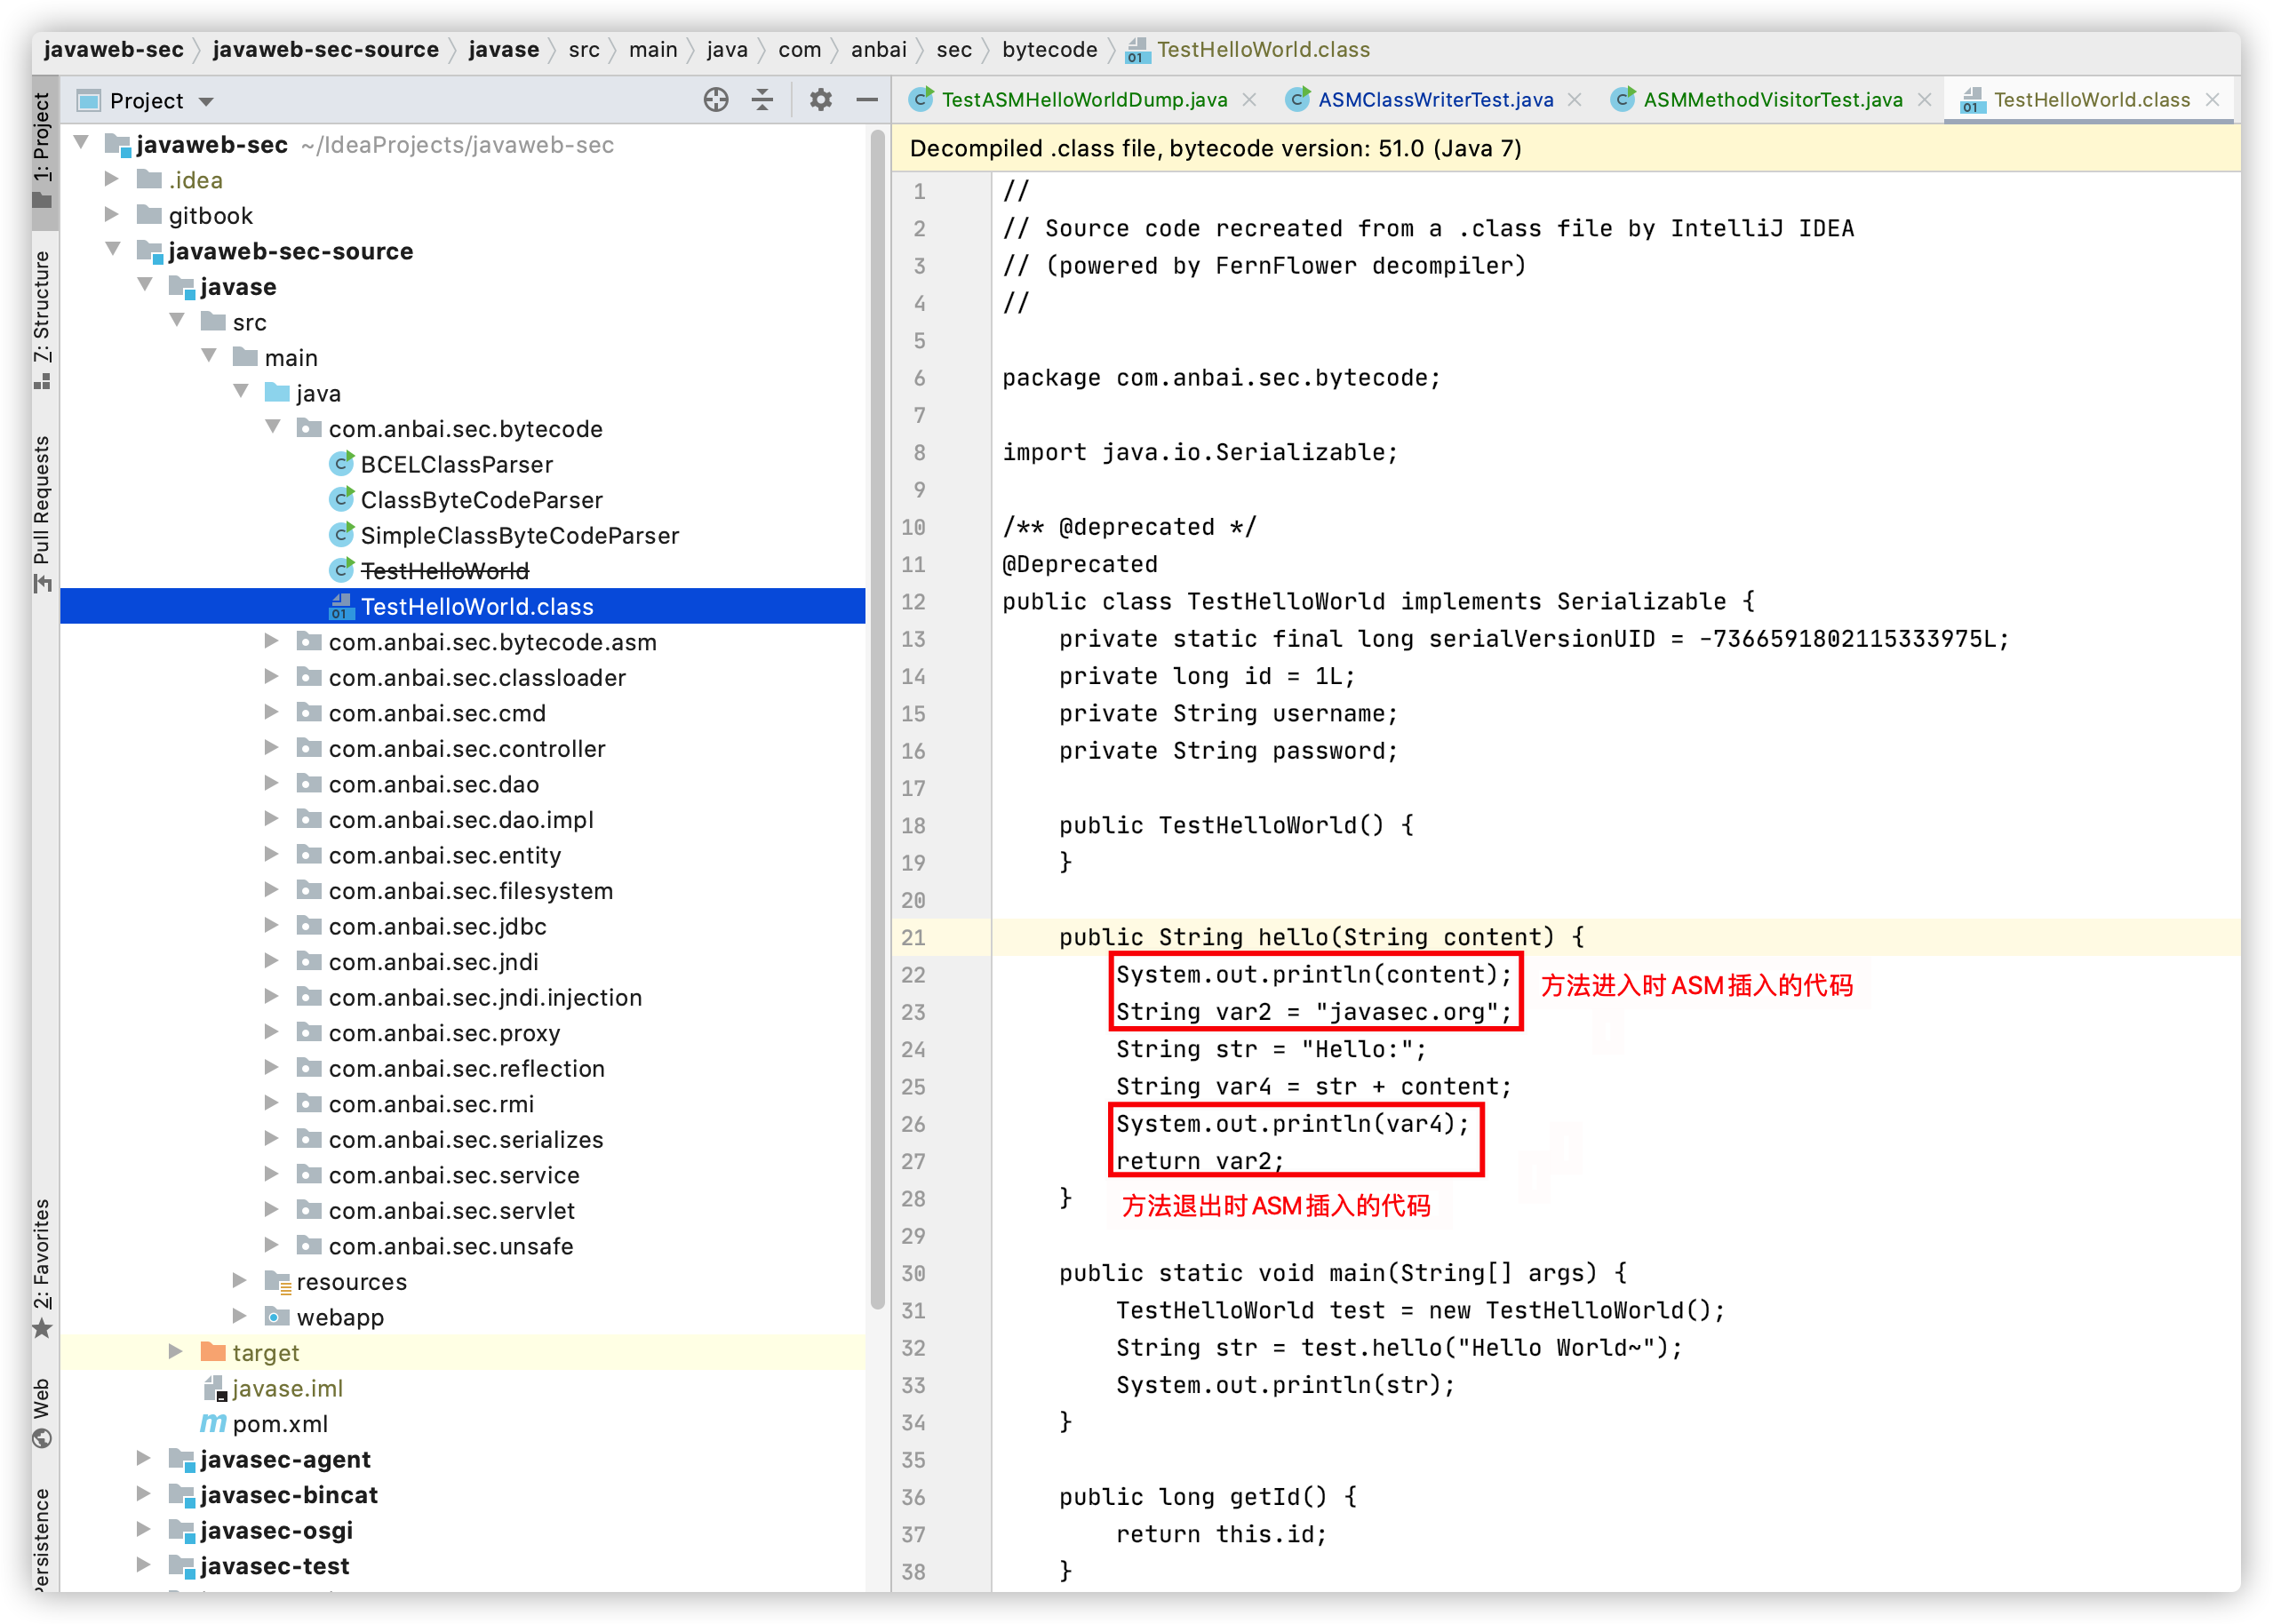 javaweb-sec javaweb-sec-source javase src main java com anbai sec bytecode TestHelloWorld.class
1: Project
7: Structure
Pull Requests
2: Favorites
Web
Persistence
Project
javaweb-sec ~/IdeaProjects/javaweb-sec
.idea
gitbook
javaweb-sec-source
javase
src
main
java
com.anbai.sec.bytecode
BCELClassParser
ClassByteCodeParser
SimpleClassByteCodeParser
TestHelloWorld
TestHelloWorld.class
com.anbai.sec.bytecode.asm
com.anbai.sec.classloader
com.anbai.sec.cmd
com.anbai.sec.controller
com.anbai.sec.dao
com.anbai.sec.dao.impl
com.anbai.sec.entity
com.anbai.sec.filesystem
com.anbai.sec.jdbc
com.anbai.sec.jndi
com.anbai.sec.jndi.injection
com.anbai.sec.proxy
com.anbai.sec.reflection
com.anbai.sec.rmi
com.anbai.sec.serializes
com.anbai.sec.service
com.anbai.sec.servlet
com.anbai.sec.unsafe
resources
webapp
target
javase.iml
pom.xml
javasec-agent
javasec-bincat
javasec-osgi
javasec-test
TestASMHelloWorldDump.java ASMClassWriterTest.java ASMMethodVisitorTest.java TestHelloWorld.class
Decompiled .class file, bytecode version: 51.0 (Java 7)
1 //
2 // Source code recreated from a .class file by IntelliJ IDEA
3 // (powered by FernFlower decompiler)
4 //
5
6 package com.anbai.sec.bytecode;
7
8 import java.io.Serializable;
9
10 /** @deprecated */
11 @Deprecated
12 public class TestHelloWorld implements Serializable {
13 private static final long serialVersionUID = -7366591802115333975L;
14 private long id = 1L;
15 private String username;
16 private String password;
17
18 public TestHelloWorld() {
19 }
20
21 public String hello(String content) {
22 System.out.println(content);
方法进入时ASM插入的代码
23 String var2 = "javasec.org";
24 String str = "Hello:";
25 String var4 = str + content;
26 System.out.println(var4);
27 return var2;
28 }
方法退出时ASM插入的代码
29
30 public static void main(String[] args) {
31 TestHelloWorld test = new TestHelloWorld();
32 String str = test.hello("Hello World~");
33 System.out.println(str);
34 }
35
36 public long getId() {
37 return this.id;
38 }